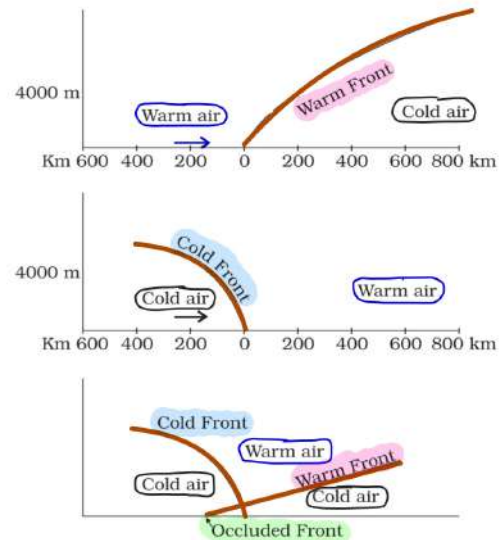 Warm Front
4000 m
Warm air
Cold air
Km 600 400 200 0 200 400 600 800 km
Cold Front
4000 m
Cold air
Warm air
Km 600 400 200 0 200 400 600 800 km
Cold Front
Warm air
Warm Front
Cold air
Cold air
Occluded Front